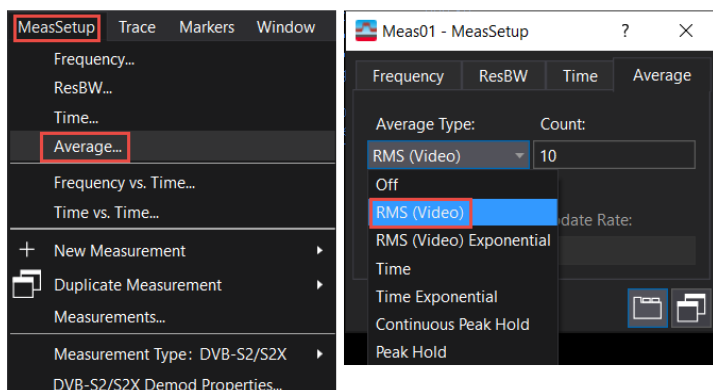 MeasSetup Trace Markers Window
Frequency...
ResBW...
Time...
Average...
Frequency vs. Time...
Time vs. Time...
New Measurement
Duplicate Measurement
Measurements...
Measurement Type: DVB-S2/S2X
DVB-S2/S2X Demod Properties...
Meas01 - MeasSetup ?
Frequency ResBW Time Average
Average Type: Count:
RMS (Video) 10
Off
RMS (Video)
date Rate:
RMS (Video) Exponential
Time
Time Exponential
Continuous Peak Hold
Peak Hold